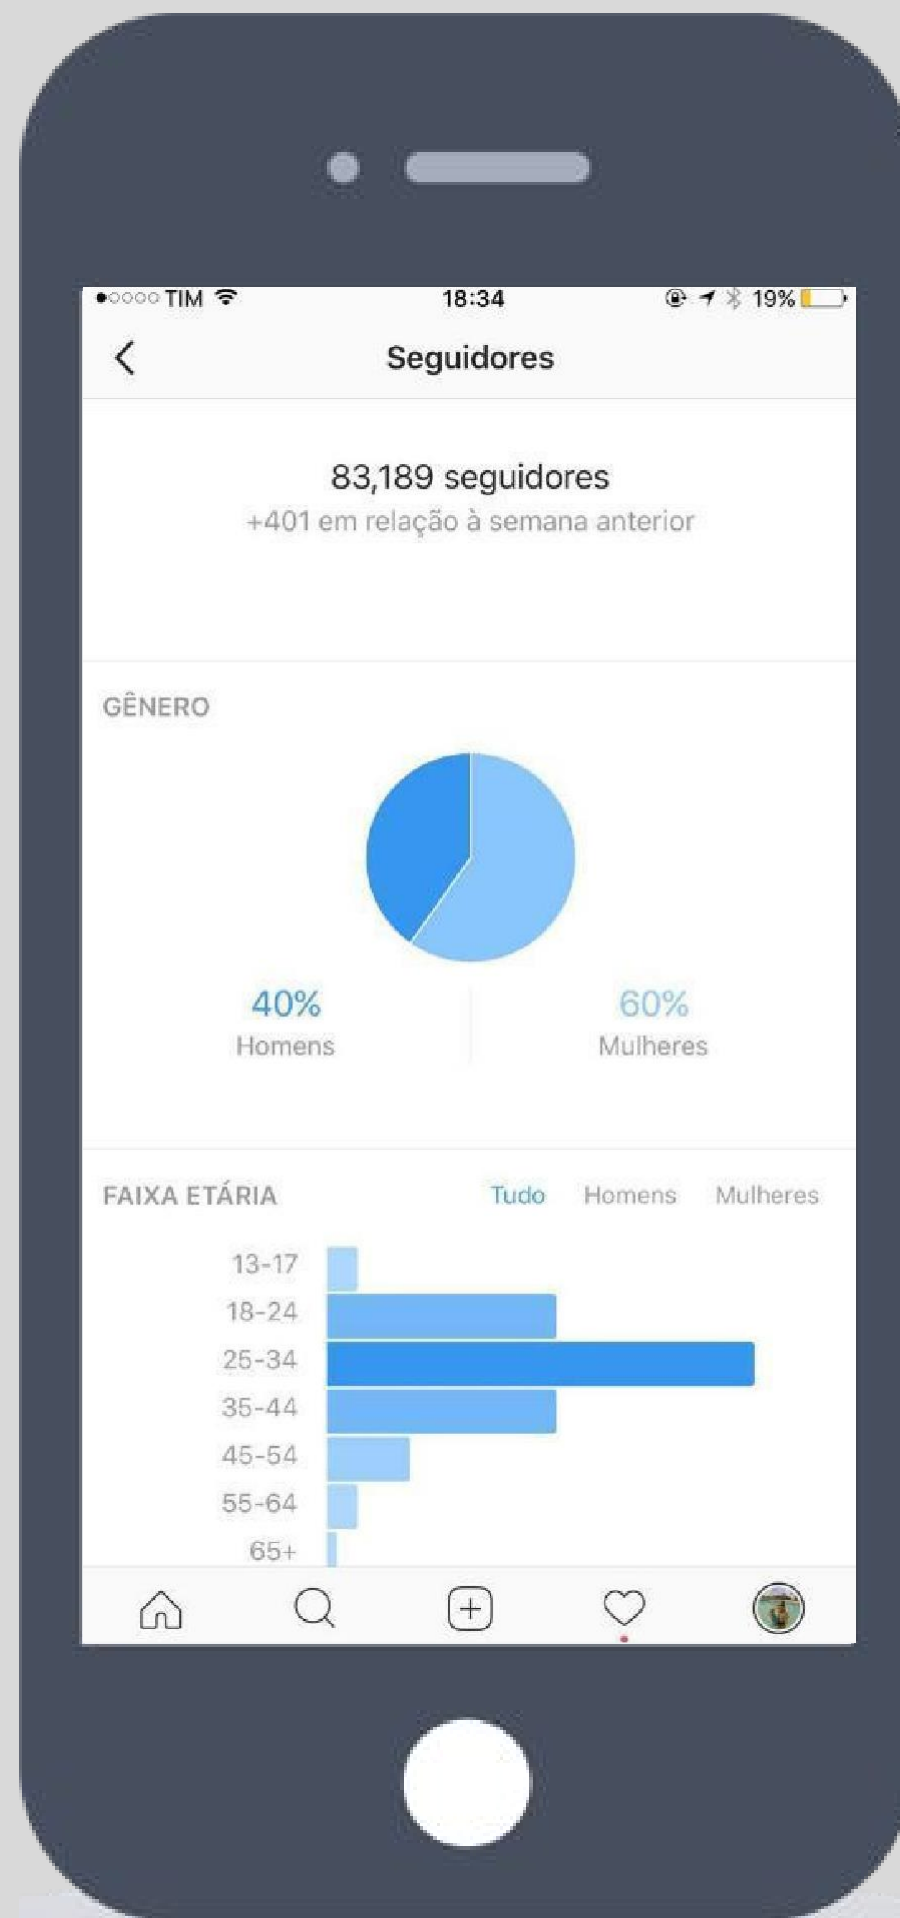 TIM 18:34 19%
Seguidores
83,189 seguidores
+401 em relação à semana anterior
GÊNERO
40% 60%
Homens Mulheres
FAIXA ETÁRIA Tudo Homens Mulheres
13-17
18-24
25-34
35-44
45-54
55-64
65+